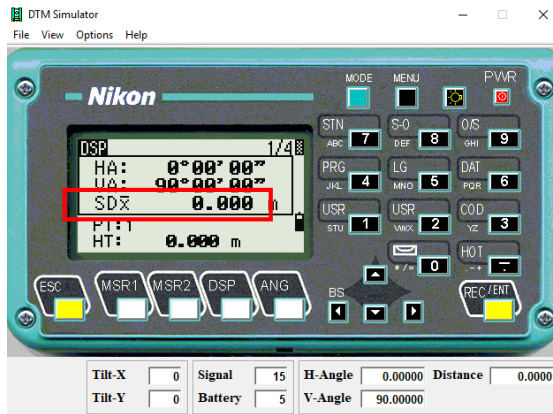 DTM Simulator
File View Options Help
MODE MENU PWR
Nikon
STN S-O O/S
ABC 7 DEF 8 GHI 9
DSP 1/4
HA: 0°00'00"
VA: 90°00'00"
SDx̅ 0.000 m
PT:1
HT: 0.000 m
PRG LG DAT
JKL 4 MNO 5 PQR 6
USR USR COD
STU 1 VWX 2 YZ 3
HOT
* / = 0 . - +
ESC MSR1 MSR2 DSP ANG BS REC/ENT
Tilt-X 0 Signal 15 H-Angle 0.00000 Distance 0.0000
Tilt-Y 0 Battery 5 V-Angle 90.00000